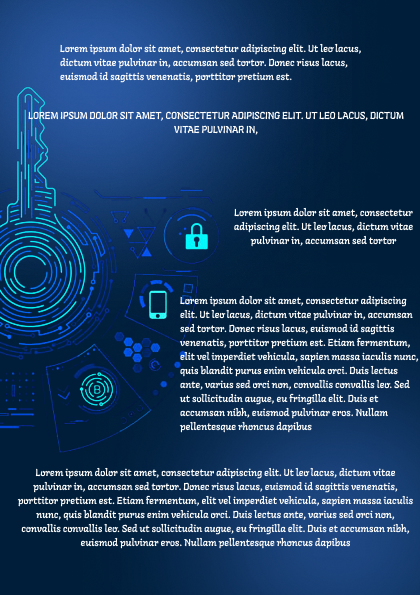 Lorem ipsum dolor sit amet, consectetur adipiscing elit. Ut leo lacus,
dictum vitae pulvinar in, accumsan sed tortor. Donec risus lacus,
euismod id sagittis venenatis, porttitor pretium est.
LOREM IPSUM DOLOR SIT AMET, CONSECTETUR ADIPISCING ELIT. UT LEO LACUS, DICTUM
VITAE PULVINAR IN,
Lorem ipsum dolor sit amet, consectetur
adipiscing elit. Ut leo lacus, dictum vitae
pulvinar in, accumsan sed tortor
Lorem ipsum dolor sit amet, consectetur adipiscing
elit. Ut leo lacus, dictum vitae pulvinar in, accumsan
sed tortor. Donec risus lacus, euismod id sagittis
venenatis, porttitor pretium est. Etiam fermentum,
elit vel imperdiet vehicula, sapien massa iaculis nunc,
quis blandit purus enim vehicula odio. Duis lectus
ante, varius sed orci non, convallis convallis leo. Sed
ut sollicitudin augue, eu fringilla elit. Duis et
accumsan nibh, euismod pulvinar eros. Nullam
pellentesque rhoncus dapibus
Lorem ipsum dolor sit amet, consectetur adipiscing elit. Ut leo lacus, dictum vitae
pulvinar in, accumsan sed tortor. Donec risus lacus, euismod id sagittis venenatis,
porttitor pretium est. Etiam fermentum, elit vel imperdiet vehicula, sapien massa iaculis
nunc, quis blandit purus enim vehicula odio. Duis lectus ante, varius sed orci non,
convallis convallis leo. Sed ut sollicitudin augue, eu fringilla elit. Duis et accumsan nibh,
euismod pulvinar eros. Nullam pellentesque rhoncus dapibus